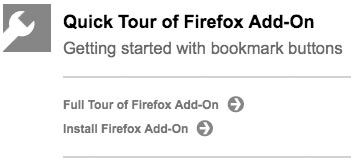 Quick Tour of Firefox Add-On
Getting started with bookmark buttons
Full Tour of Firefox Add-On
Install Firefox Add-On